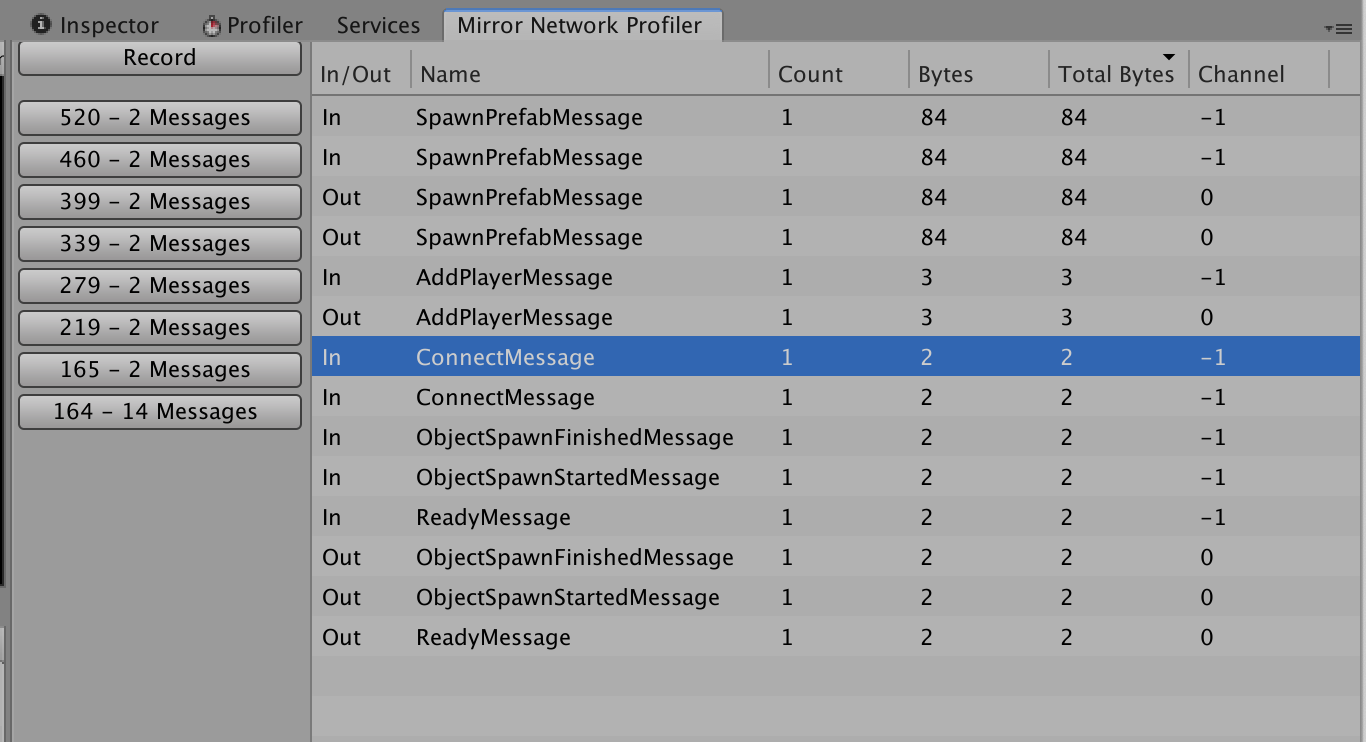 Inspector Profiler Services Mirror Network Profiler
Record
520 – 2 Messages
460 – 2 Messages
399 – 2 Messages
339 – 2 Messages
279 – 2 Messages
219 – 2 Messages
165 – 2 Messages
164 – 14 Messages
In/Out Name Count Bytes Total Bytes Channel
In SpawnPrefabMessage 1 84 84 -1
In SpawnPrefabMessage 1 84 84 -1
Out SpawnPrefabMessage 1 84 84 0
Out SpawnPrefabMessage 1 84 84 0
In AddPlayerMessage 1 3 3 -1
Out AddPlayerMessage 1 3 3 0
In ConnectMessage 1 2 2 -1
In ConnectMessage 1 2 2 -1
In ObjectSpawnFinishedMessage 1 2 2 -1
In ObjectSpawnStartedMessage 1 2 2 -1
In ReadyMessage 1 2 2 -1
Out ObjectSpawnFinishedMessage 1 2 2 0
Out ObjectSpawnStartedMessage 1 2 2 0
Out ReadyMessage 1 2 2 0